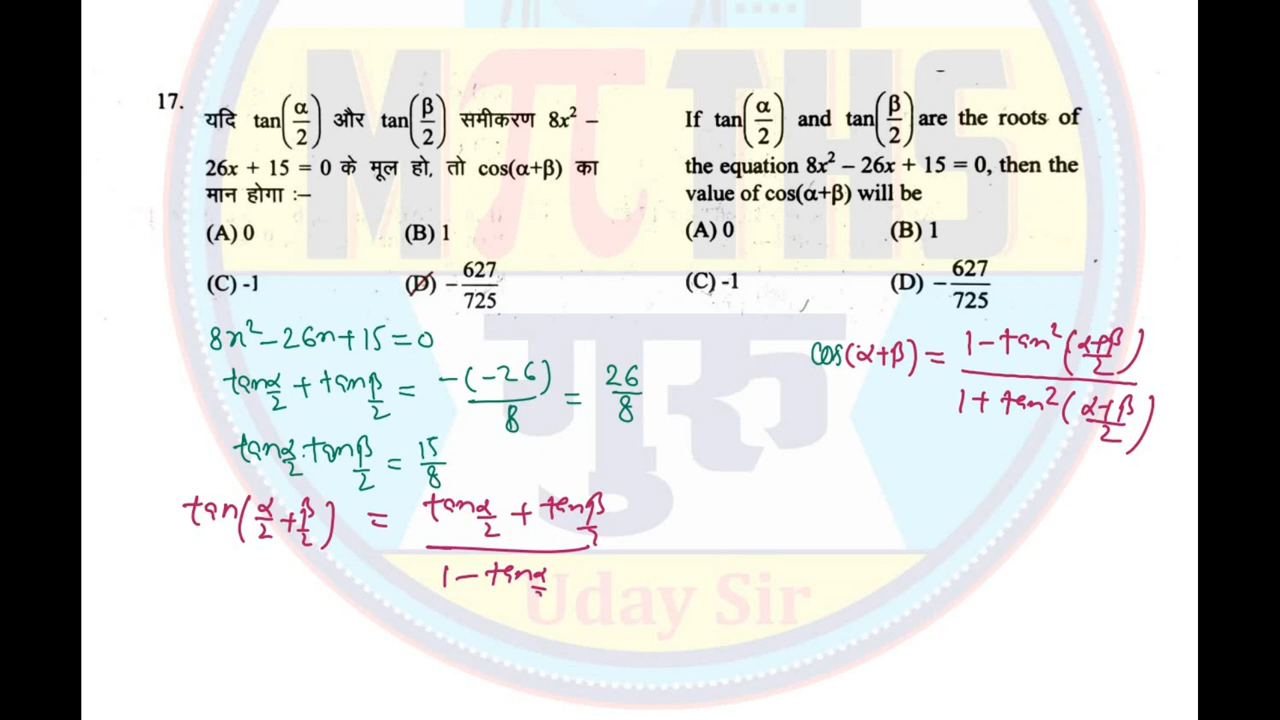 17.
यदि tan(α/2) और tan(β/2) समीकरण 8x² –
26x + 15 = 0 के मूल हो, तो cos(α+β) का
मान होगा :–
(A) 0 (B) 1
(C) -1 (D) –627/725
If tan(α/2) and tan(β/2) are the roots of
the equation 8x² – 26x + 15 = 0, then the
value of cos(α+β) will be
(A) 0 (B) 1
(C) -1 (D) –627/725
8x² – 26x + 15 = 0
tan α/2 + tan β/2 = –(–26)/8 = 26/8
tan α/2 . tan β/2 = 15/8
tan(α/2 + β/2) = (tan α/2 + tan β/2)/(1 – tan α/2
cos(α+β) = (1 – tan²((α+β)/2))/(1 + tan²((α+β)/2))
MπTHS
गुरु
Uday Sir